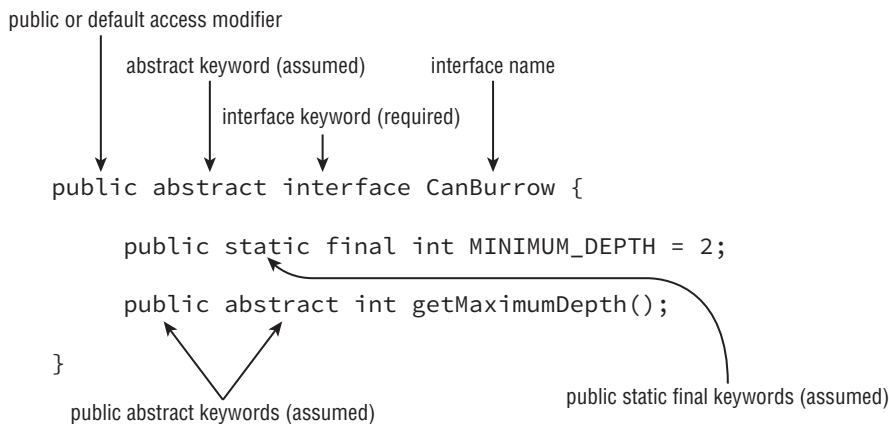 public or default access modifier
abstract keyword (assumed)
interface name
interface keyword (required)
public abstract interface CanBurrow {
public static final int MINIMUM_DEPTH = 2;
public abstract int getMaximumDepth();
}
public abstract keywords (assumed)
public static final keywords (assumed)